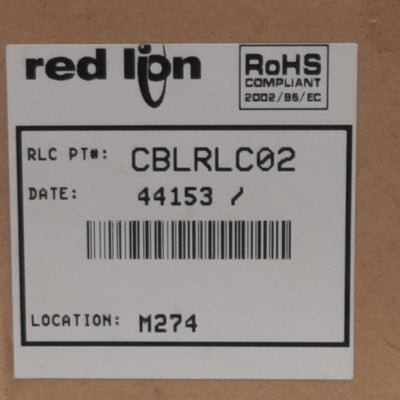 red lion
RoHS
COMPLIANT
2002/95/EC
RLC PT#: CBLRLC02
DATE: 44153 /
LOCATION: M274